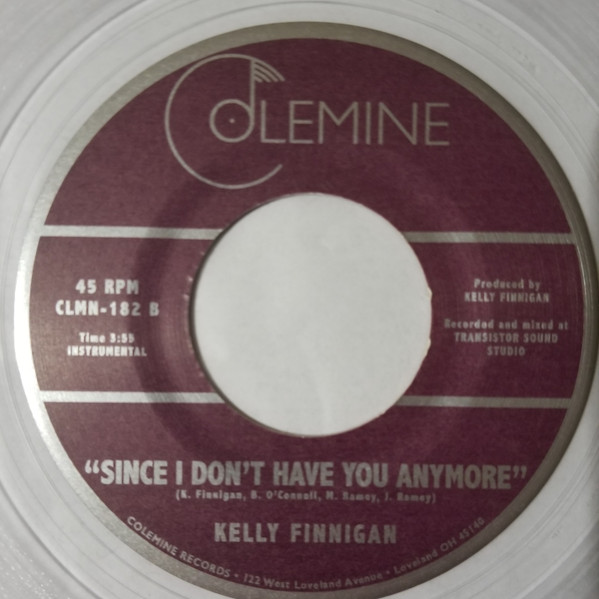 COLEMINE
45 RPM
CLMN-182 B
Time 3:55
INSTRUMENTAL
Produced by
KELLY FINNIGAN
Recorded and mixed at
TRANSISTOR SOUND
STUDIO
“SINCE I DON'T HAVE YOU ANYMORE”
(K. Finnigan, B. O'Connell, M. Ramey, J. Ramey)
KELLY FINNIGAN
COLEMINE RECORDS • 122 West Loveland Avenue • Loveland OH 45140